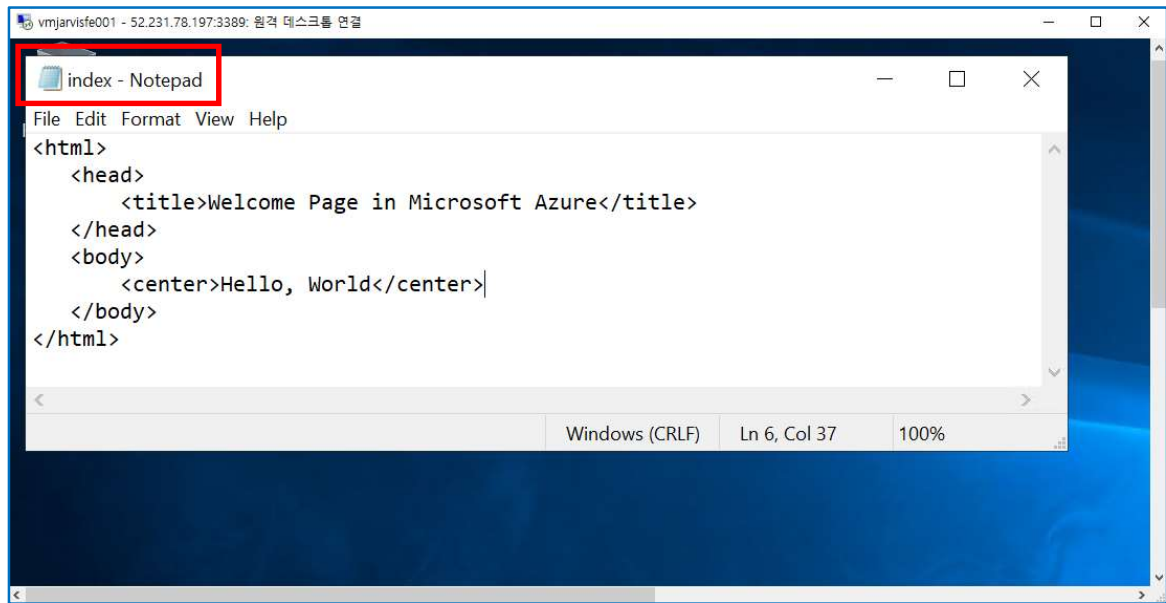 vmjarvisfe001 - 52.231.78.197:3389: 원격 데스크톱 연결
index - Notepad
File Edit Format View Help
<html>
<head>
<title>Welcome Page in Microsoft Azure</title>
</head>
<body>
<center>Hello, World</center>
</body>
</html>
Windows (CRLF) Ln 6, Col 37 100%